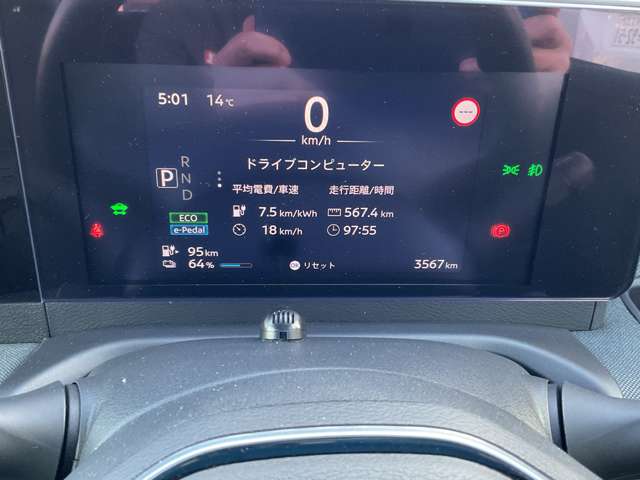 5:01 14℃
0
km/h
---
ドライブコンピューター
P R N D
平均電費/車速 走行距離/時間
ECO 7.5 km/kWh 567.4 km
e-Pedal 18 km/h 97:55
95 km
64 % OK リセット 3567 km
P